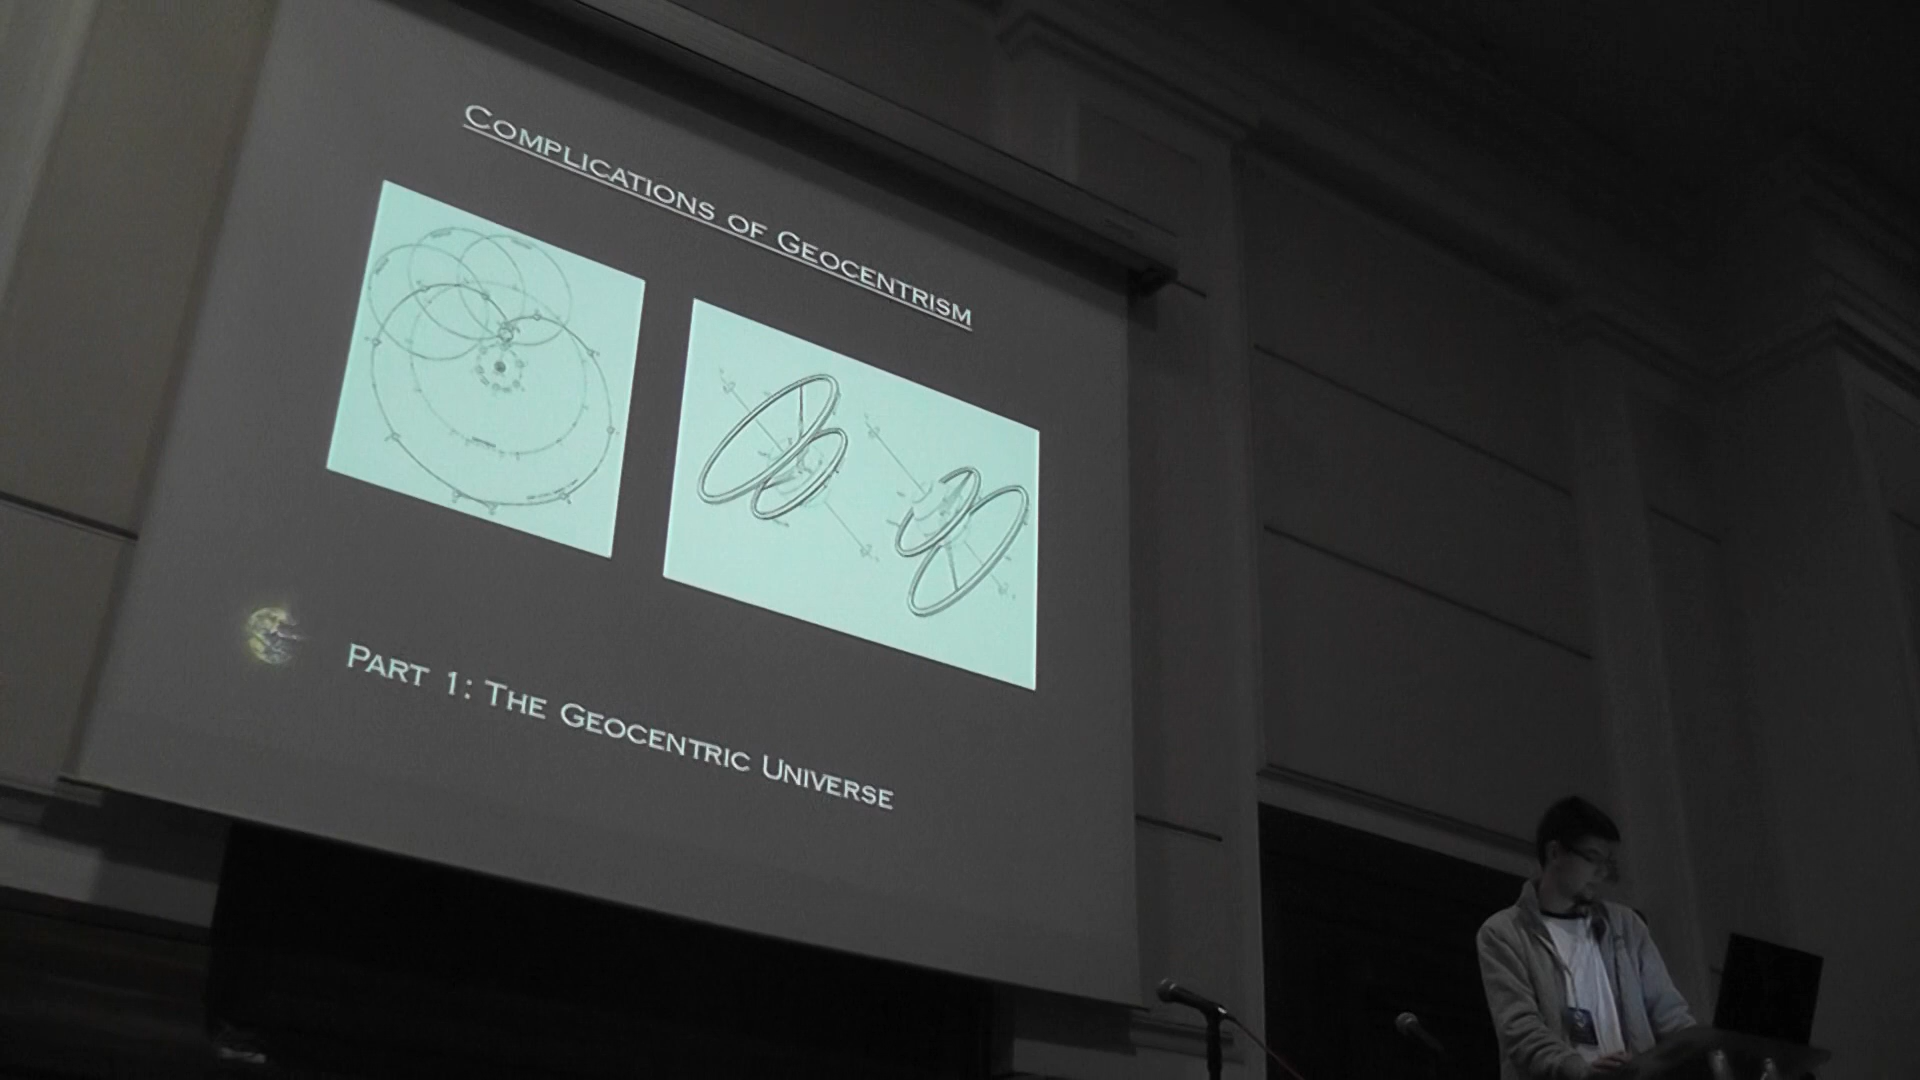 Complications of Geocentrism
Part 1: The Geocentric Universe